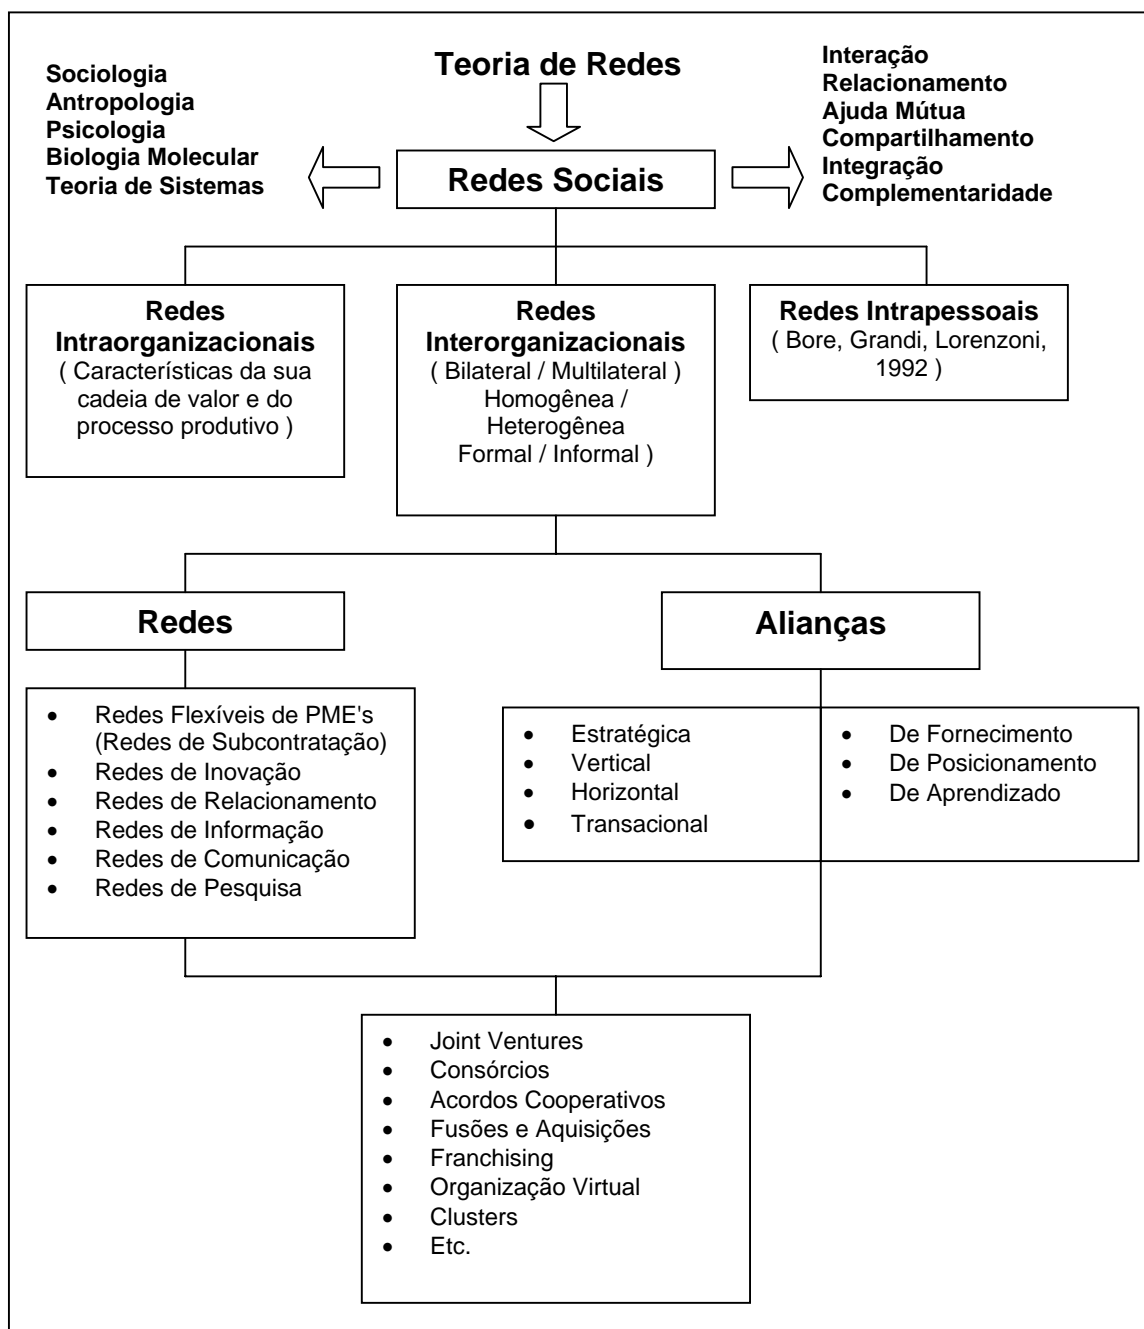 Teoria de Redes
Sociologia
Antropologia
Psicologia
Biologia Molecular
Teoria de Sistemas
Redes Sociais
Interação
Relacionamento
Ajuda Mútua
Compartilhamento
Integração
Complementaridade
Redes
Intraorganizacionais
( Características da sua
cadeia de valor e do
processo produtivo )
Redes
Interorganizacionais
( Bilateral / Multilateral )
Homogênea /
Heterogênea
Formal / Informal )
Redes Intrapessoais
( Bore, Grandi, Lorenzoni,
1992 )
Redes
Alianças
• Redes Flexíveis de PME's
(Redes de Subcontratação)
• Redes de Inovação
• Redes de Relacionamento
• Redes de Informação
• Redes de Comunicação
• Redes de Pesquisa
• Estratégica
• Vertical
• Horizontal
• Transacional
• De Fornecimento
• De Posicionamento
• De Aprendizado
• Joint Ventures
• Consórcios
• Acordos Cooperativos
• Fusões e Aquisições
• Franchising
• Organização Virtual
• Clusters
• Etc.